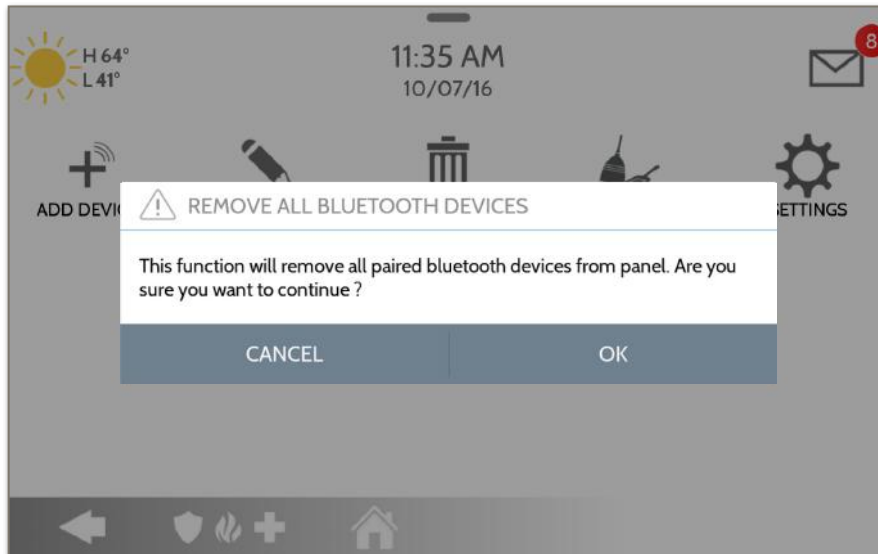 H 64°
L 41°
11:35 AM
10/07/16
8
ADD DEVI
SETTINGS
REMOVE ALL BLUETOOTH DEVICES
This function will remove all paired bluetooth devices from panel. Are you
sure you want to continue ?
CANCEL
OK